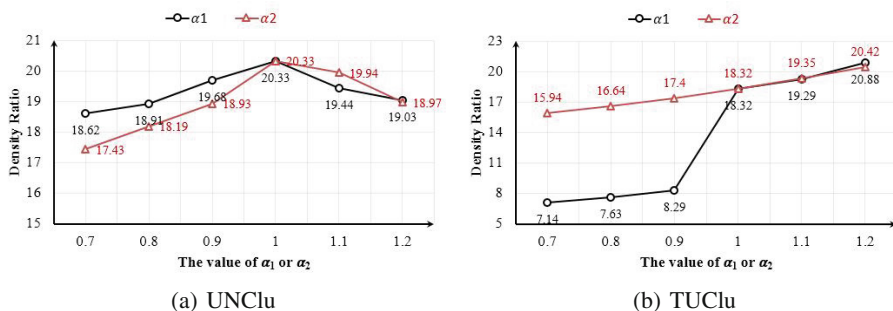 α1 α2
21
20
19
18
17
16
15
Density Ratio
18.62 18.91 19.68 20.33 19.44 19.03
17.43 18.19 18.93 20.33 19.94 18.97
0.7 0.8 0.9 1 1.1 1.2
The value of α1 or α2
(a) UNClu
α1 α2
23
20
17
14
11
8
5
Density Ratio
15.94 16.64 17.4 18.32 19.35 20.42
7.14 7.63 8.29 18.32 19.29 20.88
0.7 0.8 0.9 1 1.1 1.2
The value of α1 or α2
(b) TUClu